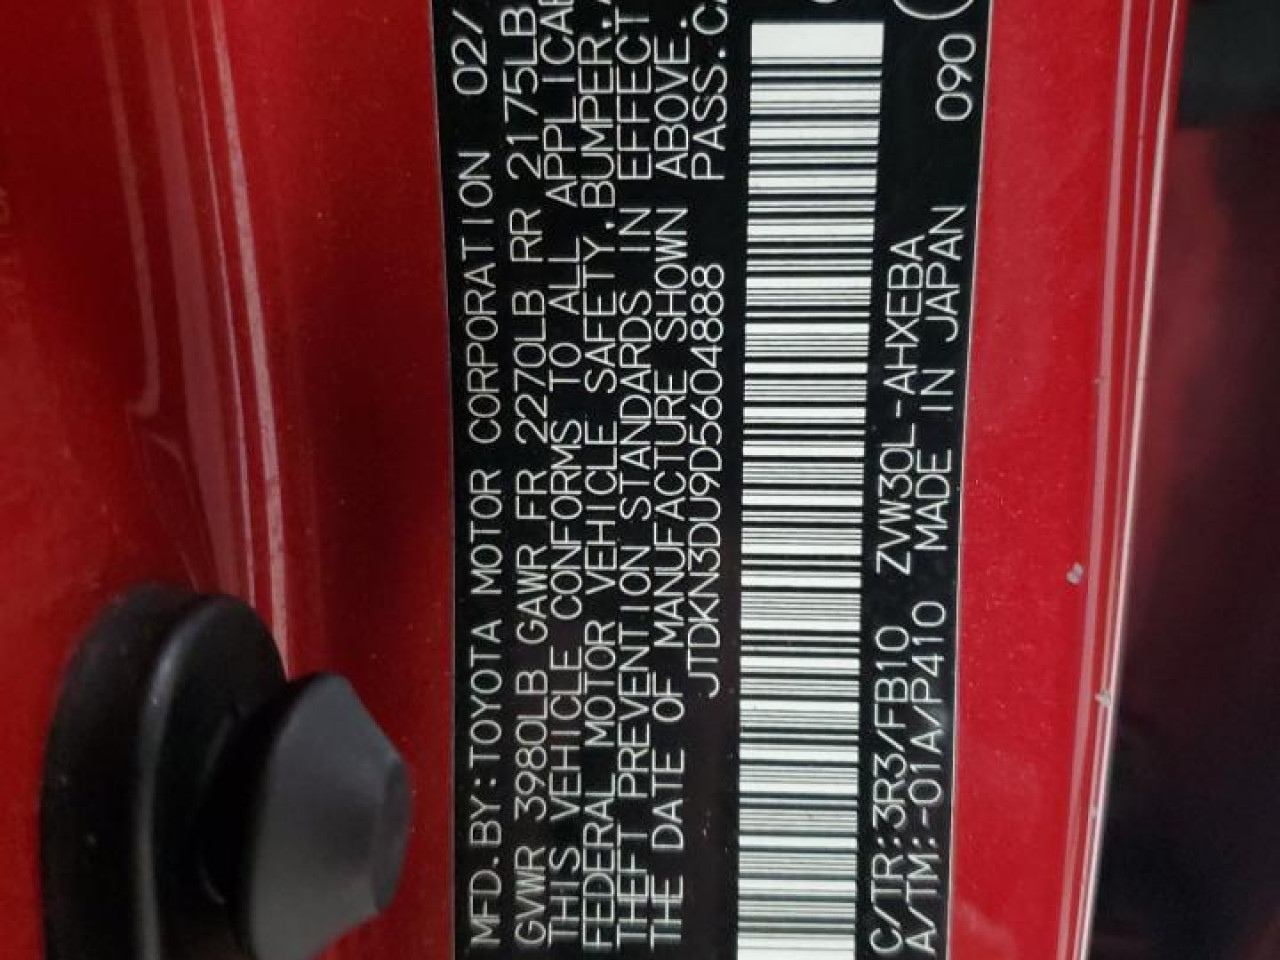 MFD.BY:TOYOTA MOTOR CORPORATION 02/
GVWR 3980LB GAWR FR 2270LB RR 2175LB
THIS VEHICLE CONFORMS TO ALL APPLICAB
FEDERAL MOTOR VEHICLE SAFETY,BUMPER,A
THEFT PREVENTION STANDARDS IN EFFECT
THE DATE OF MANUFACTURE SHOWN ABOVE.
JTDKN3DU9D5604888 PASS.CA
C/TR:3R3/FB10 ZVW30L-AHXEBA
A/TM:-01A/P410 MADE IN JAPAN 090